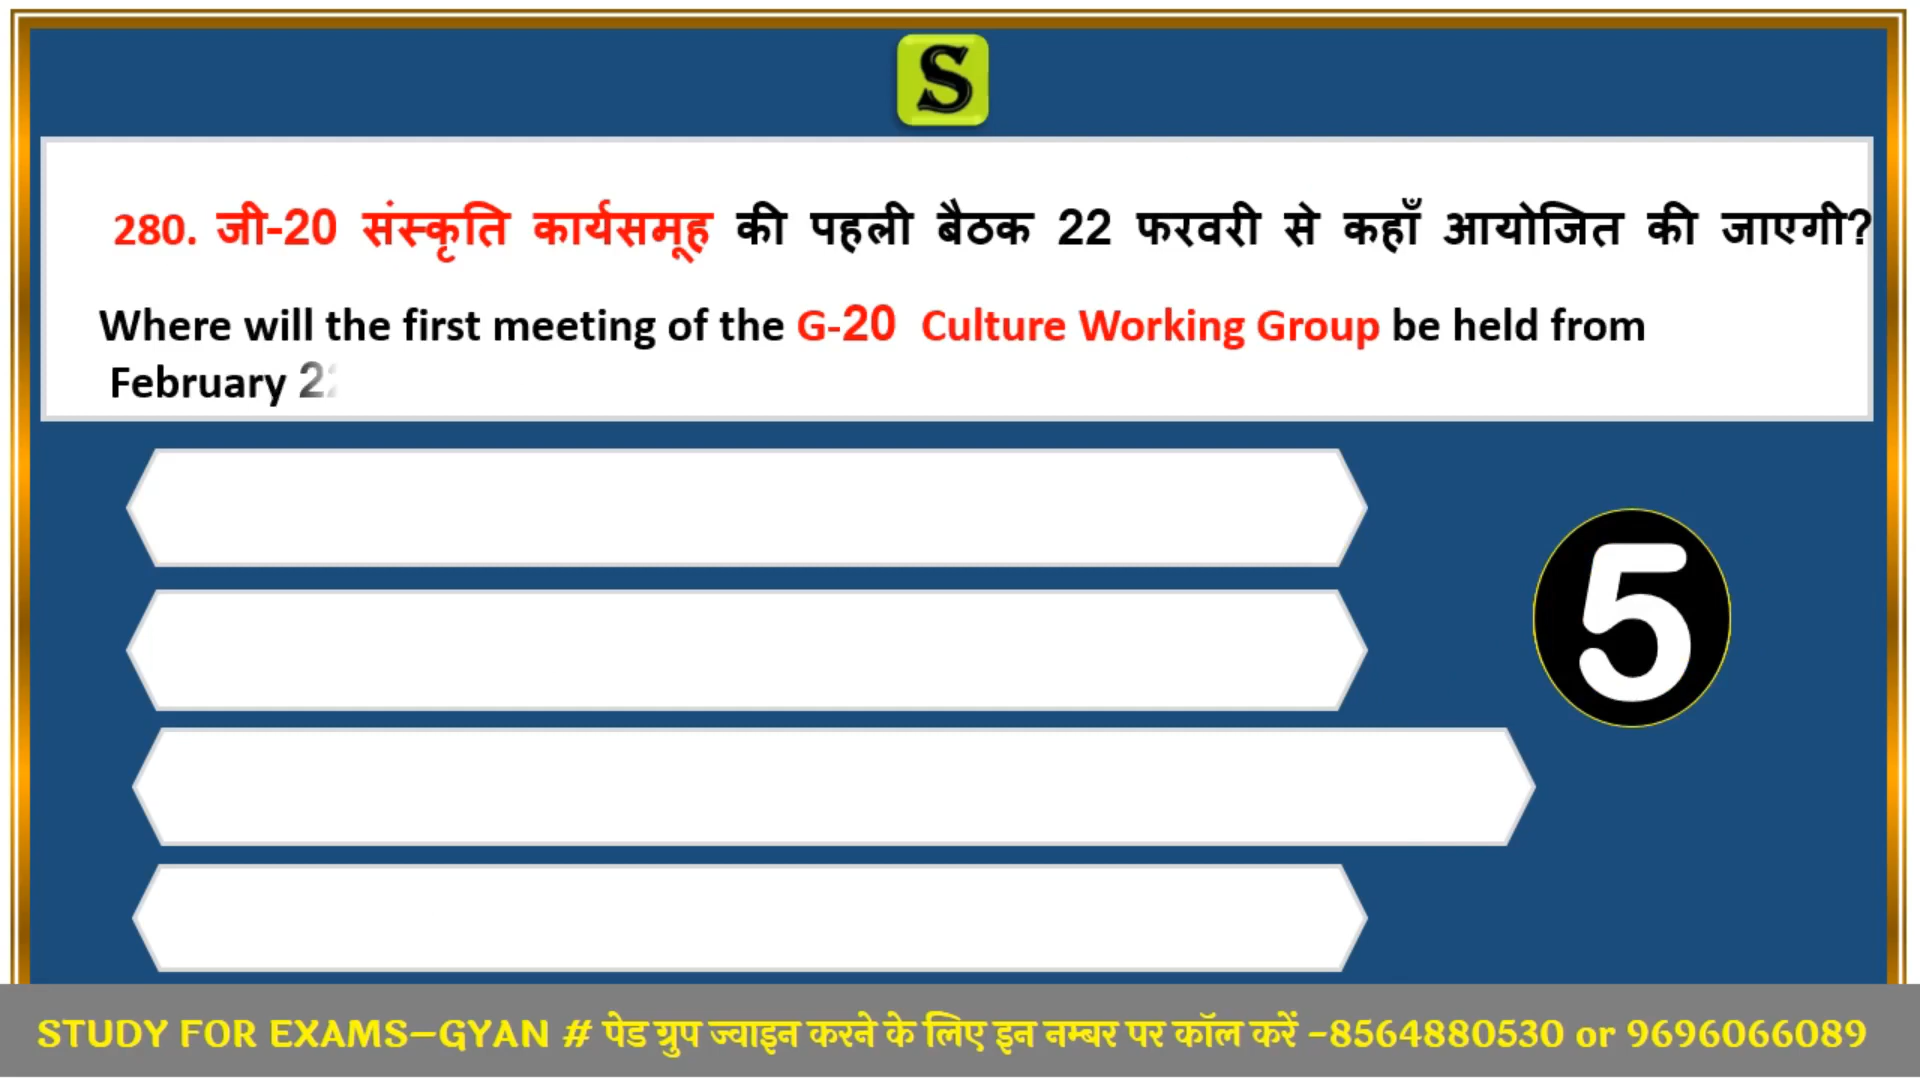 S
280. जी-20 संस्कृति कार्यसमूह की पहली बैठक 22 फरवरी से कहाँ आयोजित की जाएगी?
Where will the first meeting of the G-20 Culture Working Group be held from
February 22
5
STUDY FOR EXAMS–GYAN # पेड ग्रुप ज्वाइन करने के लिए इन नम्बर पर कॉल करें -8564880530 or 9696066089